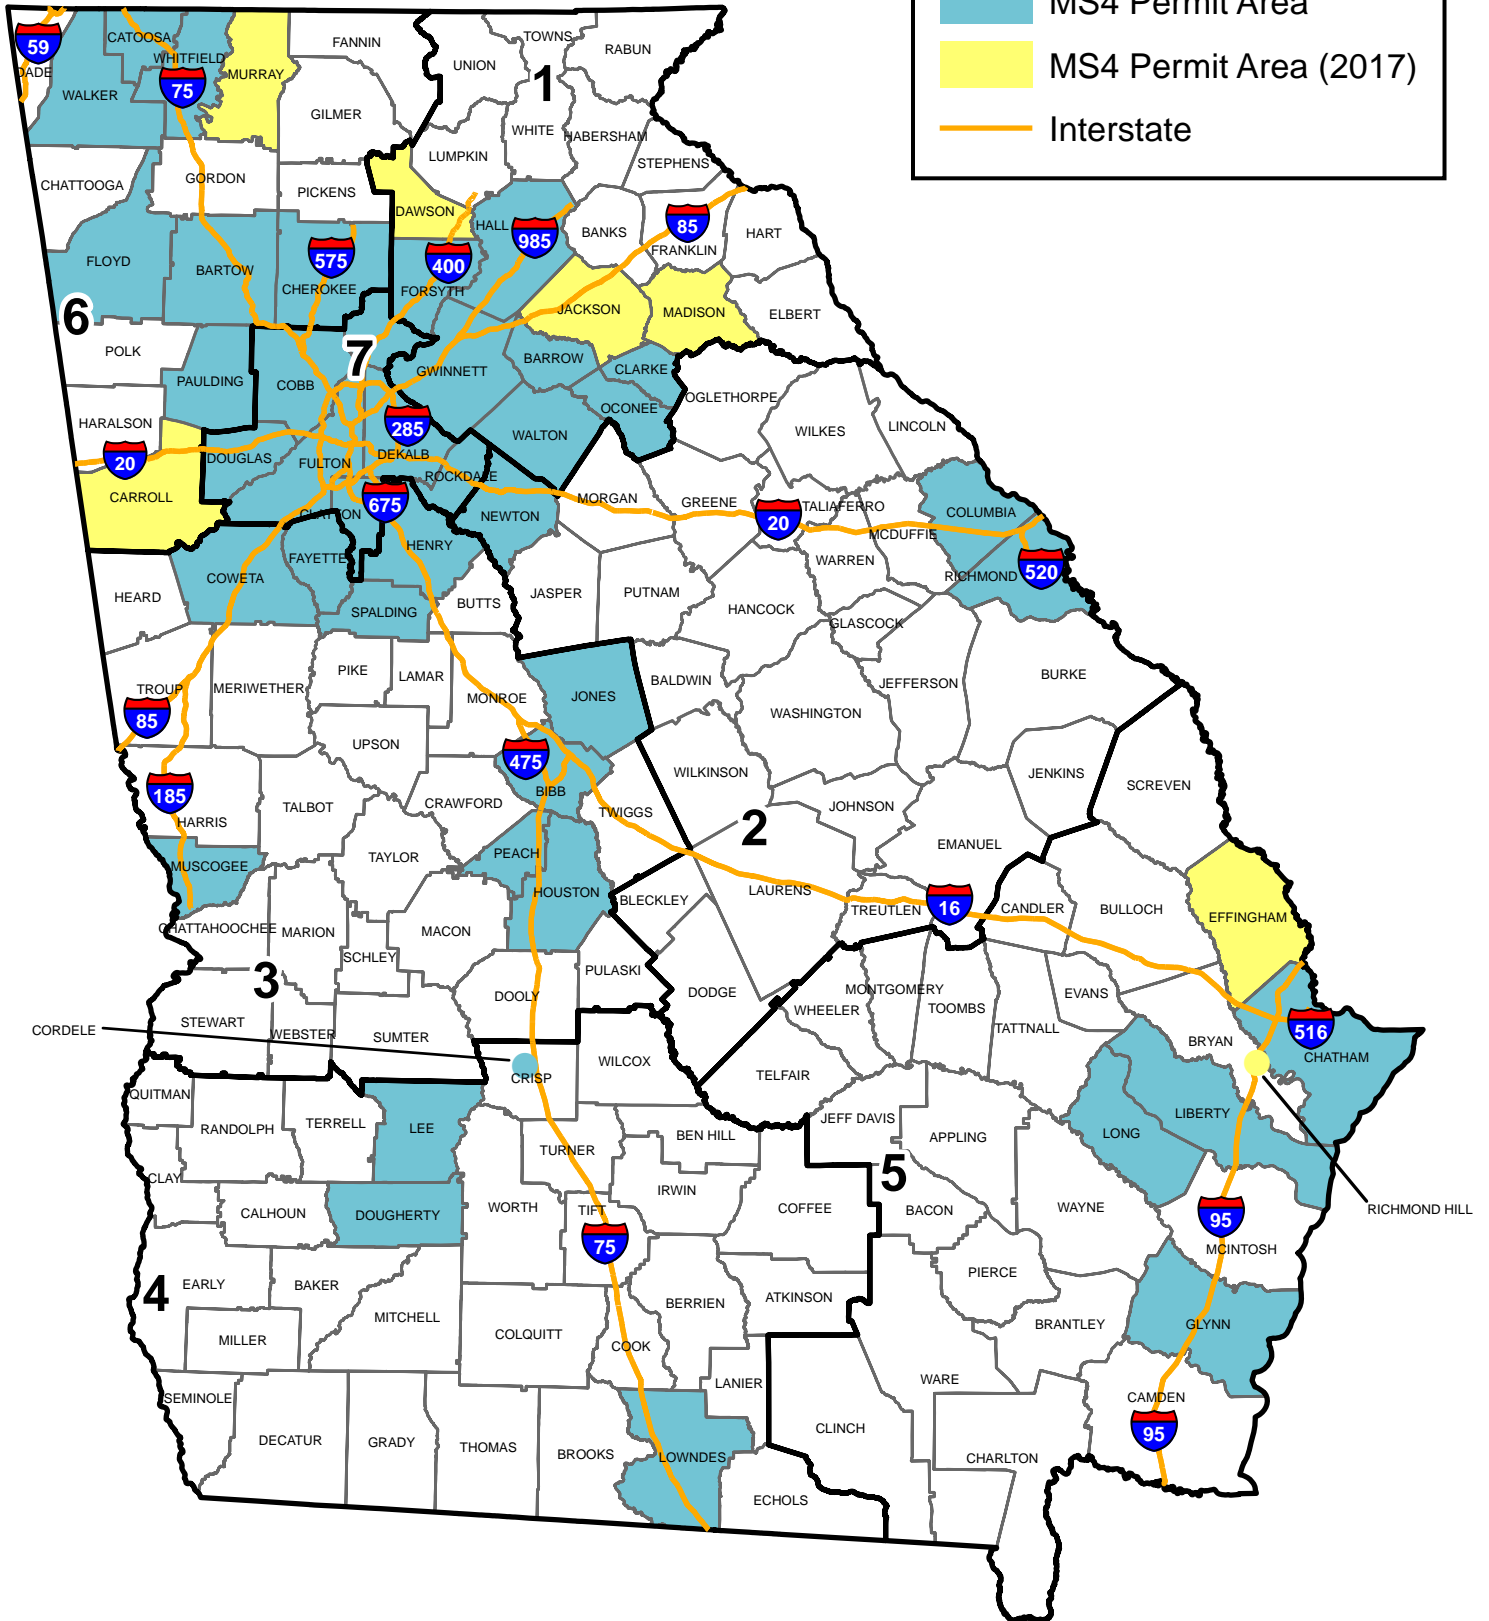 MS4 Permit Area
MS4 Permit Area (2017)
Interstate
59
DADE
CATOOSA
WHITFIELD
75
WALKER
MURRAY
FANNIN
GILMER
UNION
TOWNS
1
RABUN
WHITE
HABERSHAM
LUMPKIN
STEPHENS
CHATTOOGA
GORDON
PICKENS
DAWSON
HALL
985
BANKS
85
FRANKLIN
HART
FLOYD
BARTOW
575
CHEROKEE
400
FORSYTH
JACKSON
MADISON
ELBERT
6
POLK
7
PAULDING
COBB
GWINNETT
BARROW
CLARKE
OCONEE
OGLETHORPE
HARALSON
20
DOUGLAS
FULTON
285
DEKALB
ROCKDALE
WALTON
WILKES
LINCOLN
CARROLL
CLAYTON
675
NEWTON
MORGAN
GREENE
20
TALIAFERRO
MCDUFFIE
COLUMBIA
HENRY
FAYETTE
COWETA
HEARD
SPALDING
BUTTS
JASPER
PUTNAM
HANCOCK
WARREN
GLASCOCK
RICHMOND
520
TROUP
85
MERIWETHER
PIKE
LAMAR
MONROE
JONES
BALDWIN
WASHINGTON
JEFFERSON
BURKE
UPSON
475
BIBB
WILKINSON
JENKINS
SCREVEN
185
HARRIS
TALBOT
CRAWFORD
TWIGGS
2
JOHNSON
EMANUEL
MUSCOGEE
TAYLOR
PEACH
HOUSTON
BLECKLEY
LAURENS
TREUTLEN
16
CANDLER
BULLOCH
EFFINGHAM
CHATTAHOOCHEE
MARION
MACON
SCHLEY
3
DOOLY
PULASKI
DODGE
WHEELER
MONTGOMERY
TOOMBS
TATTNALL
EVANS
STEWART
WEBSTER
SUMTER
CORDELE
CRISP
WILCOX
TELFAIR
BRYAN
516
CHATHAM
QUITMAN
RANDOLPH
TERRELL
LEE
TURNER
BEN HILL
JEFF DAVIS
APPLING
LONG
LIBERTY
CLAY
CALHOUN
DOUGHERTY
WORTH
TIFT
75
IRWIN
COFFEE
5
BACON
WAYNE
95
MCINTOSH
RICHMOND HILL
4
EARLY
BAKER
MITCHELL
MILLER
COLQUITT
COOK
BERRIEN
ATKINSON
PIERCE
BRANTLEY
GLYNN
SEMINOLE
LANIER
WARE
CAMDEN
95
DECATUR
GRADY
THOMAS
BROOKS
LOWNDES
CLINCH
CHARLTON
ECHOLS